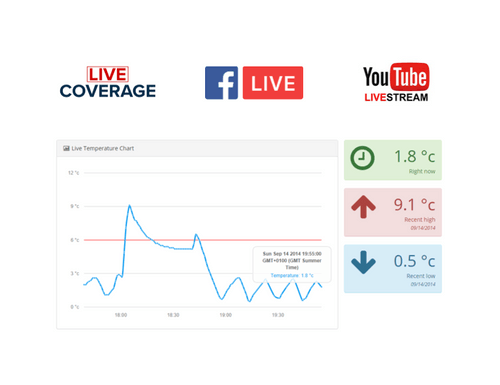 LIVE
COVERAGE
f LIVE
YouTube
LIVESTREAM
Live Temperature Chart
12 °c
9 °c
6 °c
3 °c
0 °c
18:00
18:30
19:00
19:30
Sun Sep 14 2014 19:55:00
GMT+0100 (GMT Summer
Time)
Temperature 1.8 °c
1.8 °c
Right now
9.1 °c
Recent high
09/14/2014
0.5 °c
Recent low
09/14/2014